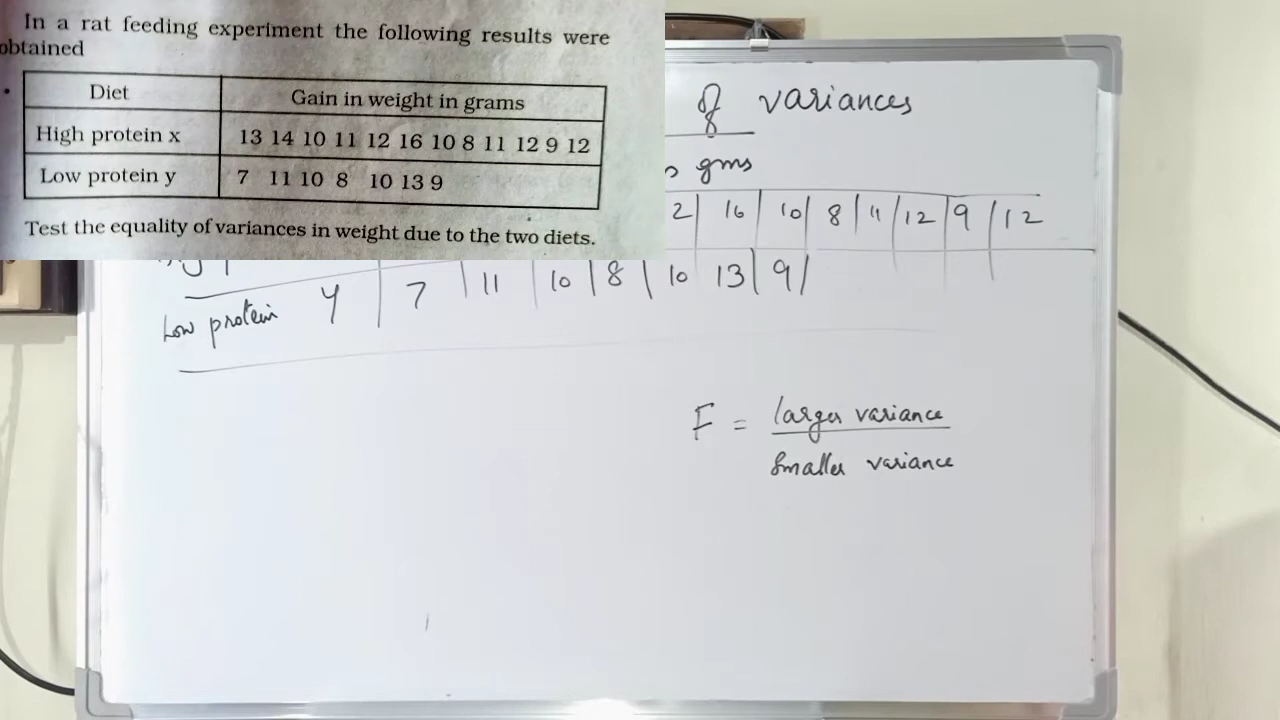 In a rat feeding experiment the following results were
obtained
Diet Gain in weight in grams
High protein x 13 14 10 11 12 16 10 8 11 12 9 12
Low protein y 7 11 10 8 10 13 9
Test the equality of variances in weight due to the two diets.
of variances
gms
2 16 10 8 11 12 9 12
Low protein y 7 11 10 8 10 13 9
F = larger variance
smaller variance